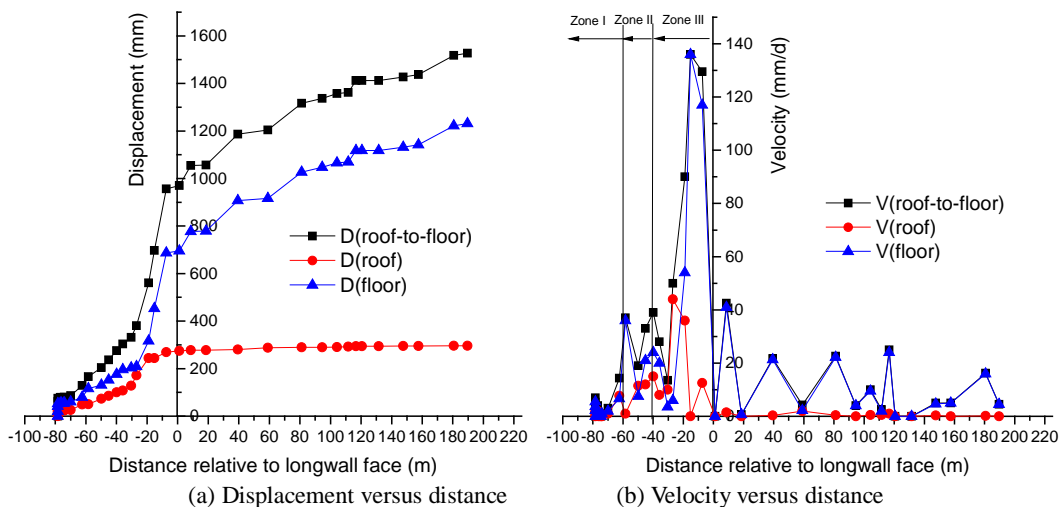 1600
1400
1200
1000
800
600
400
200
0
Displacement (mm)
D(roof-to-floor)
D(roof)
D(floor)
-100 -80 -60 -40 -20 0 20 40 60 80 100 120 140 160 180 200 220
Distance relative to longwall face (m)
(a) Displacement versus distance
Zone I Zone II Zone III
140
120
100
80
60
40
20
0
Velocity (mm/d)
V(roof-to-floor)
V(roof)
V(floor)
-100 -80 -60 -40 -20 0 20 40 60 80 100 120 140 160 180 200 220
Distance relative to longwall face (m)
(b) Velocity versus distance